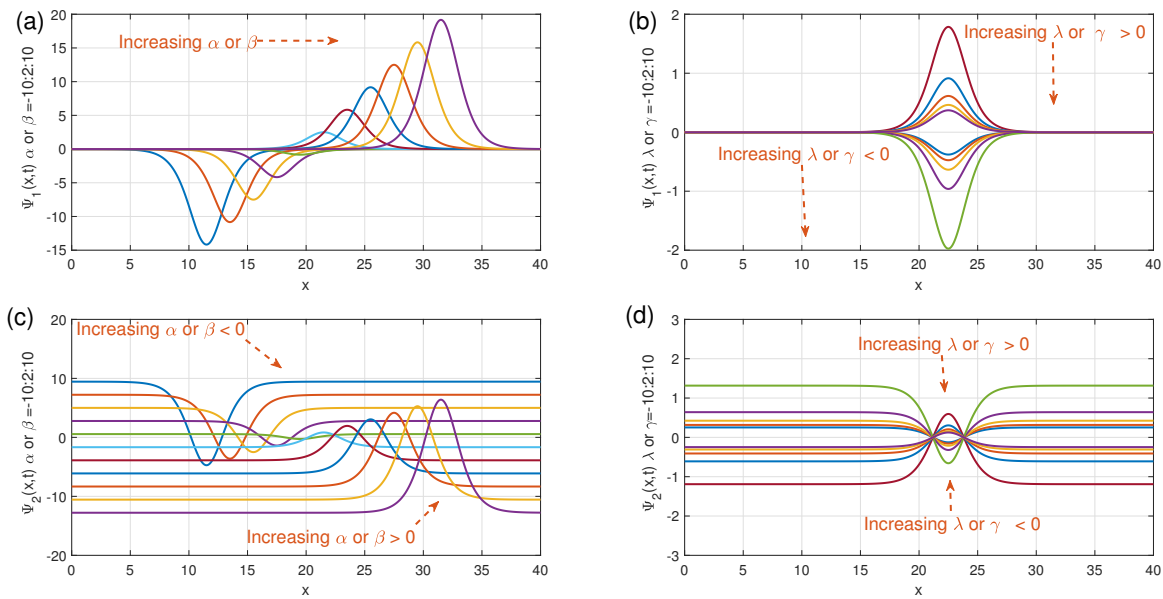 (a)
20
15
10
5
0
-5
-10
-15
Ψ₁(x,t) α or β =-10:2:10
Increasing α or β
0 5 10 15 20 25 30 35 40
x
(b)
2
1
0
-1
-2
Ψ₁(x,t) λ or γ =-10:2:10
Increasing λ or γ > 0
Increasing λ or γ < 0
0 5 10 15 20 25 30 35 40
x
(c)
20
10
0
-10
-20
Ψ₂(x,t) α or β =-10:2:10
Increasing α or β < 0
Increasing α or β > 0
0 5 10 15 20 25 30 35 40
x
(d)
3
2
1
0
-1
-2
-3
Ψ₂(x,t) λ or γ=-10:2:10
Increasing λ or γ > 0
Increasing λ or γ < 0
0 5 10 15 20 25 30 35 40
x